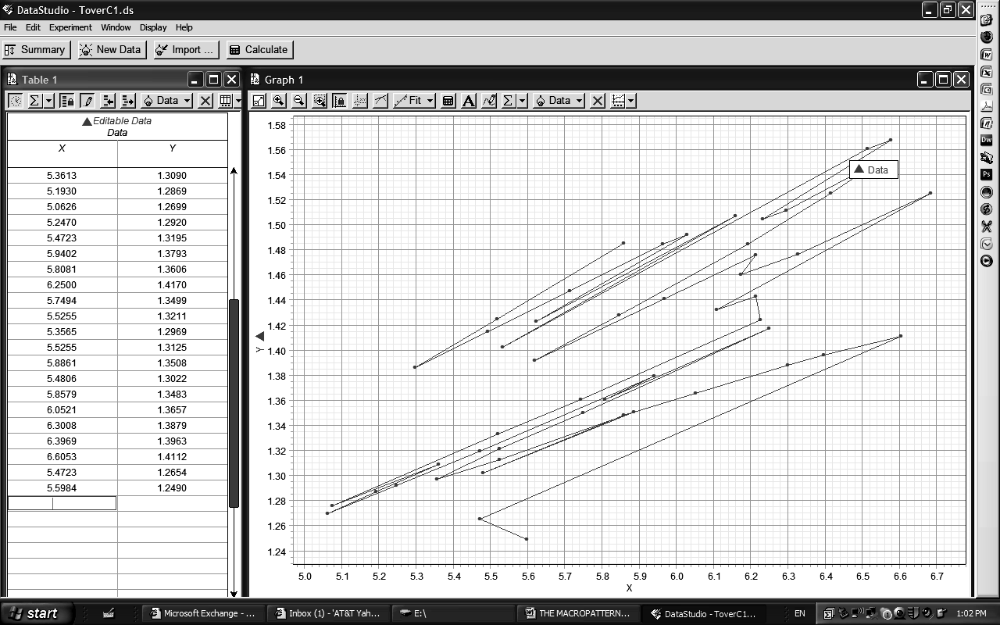 DataStudio - ToverC1.ds
File Edit Experiment Window Display Help
Summary New Data Import ... Calculate
Table 1
Σ Data
Editable Data
Data
X Y
5.3613 1.3090
5.1930 1.2869
5.0626 1.2699
5.2470 1.2920
5.4723 1.3195
5.9402 1.3793
5.8081 1.3606
6.2500 1.4170
5.7494 1.3499
5.5255 1.3211
5.3565 1.2969
5.5255 1.3125
5.8861 1.3508
5.4806 1.3022
5.8579 1.3483
6.0521 1.3657
6.3008 1.3879
6.3969 1.3963
6.6053 1.4112
5.4723 1.2654
5.5984 1.2490
Graph 1
Fit A Σ Data
1.58
1.56
1.54
1.52
1.50
1.48
1.46
1.44
1.42
1.40
1.38
1.36
1.34
1.32
1.30
1.28
1.26
1.24
Y
Data
5.0 5.1 5.2 5.3 5.4 5.5 5.6 5.7 5.8 5.9 6.0 6.1 6.2 6.3 6.4 6.5 6.6 6.7
X
Dw
Ps
start
Microsoft Exchange - ...
Inbox (1) - 'AT&T Yah...
E:\
THE MACROPATTERN...
DataStudio - ToverC1...
EN
1:02 PM